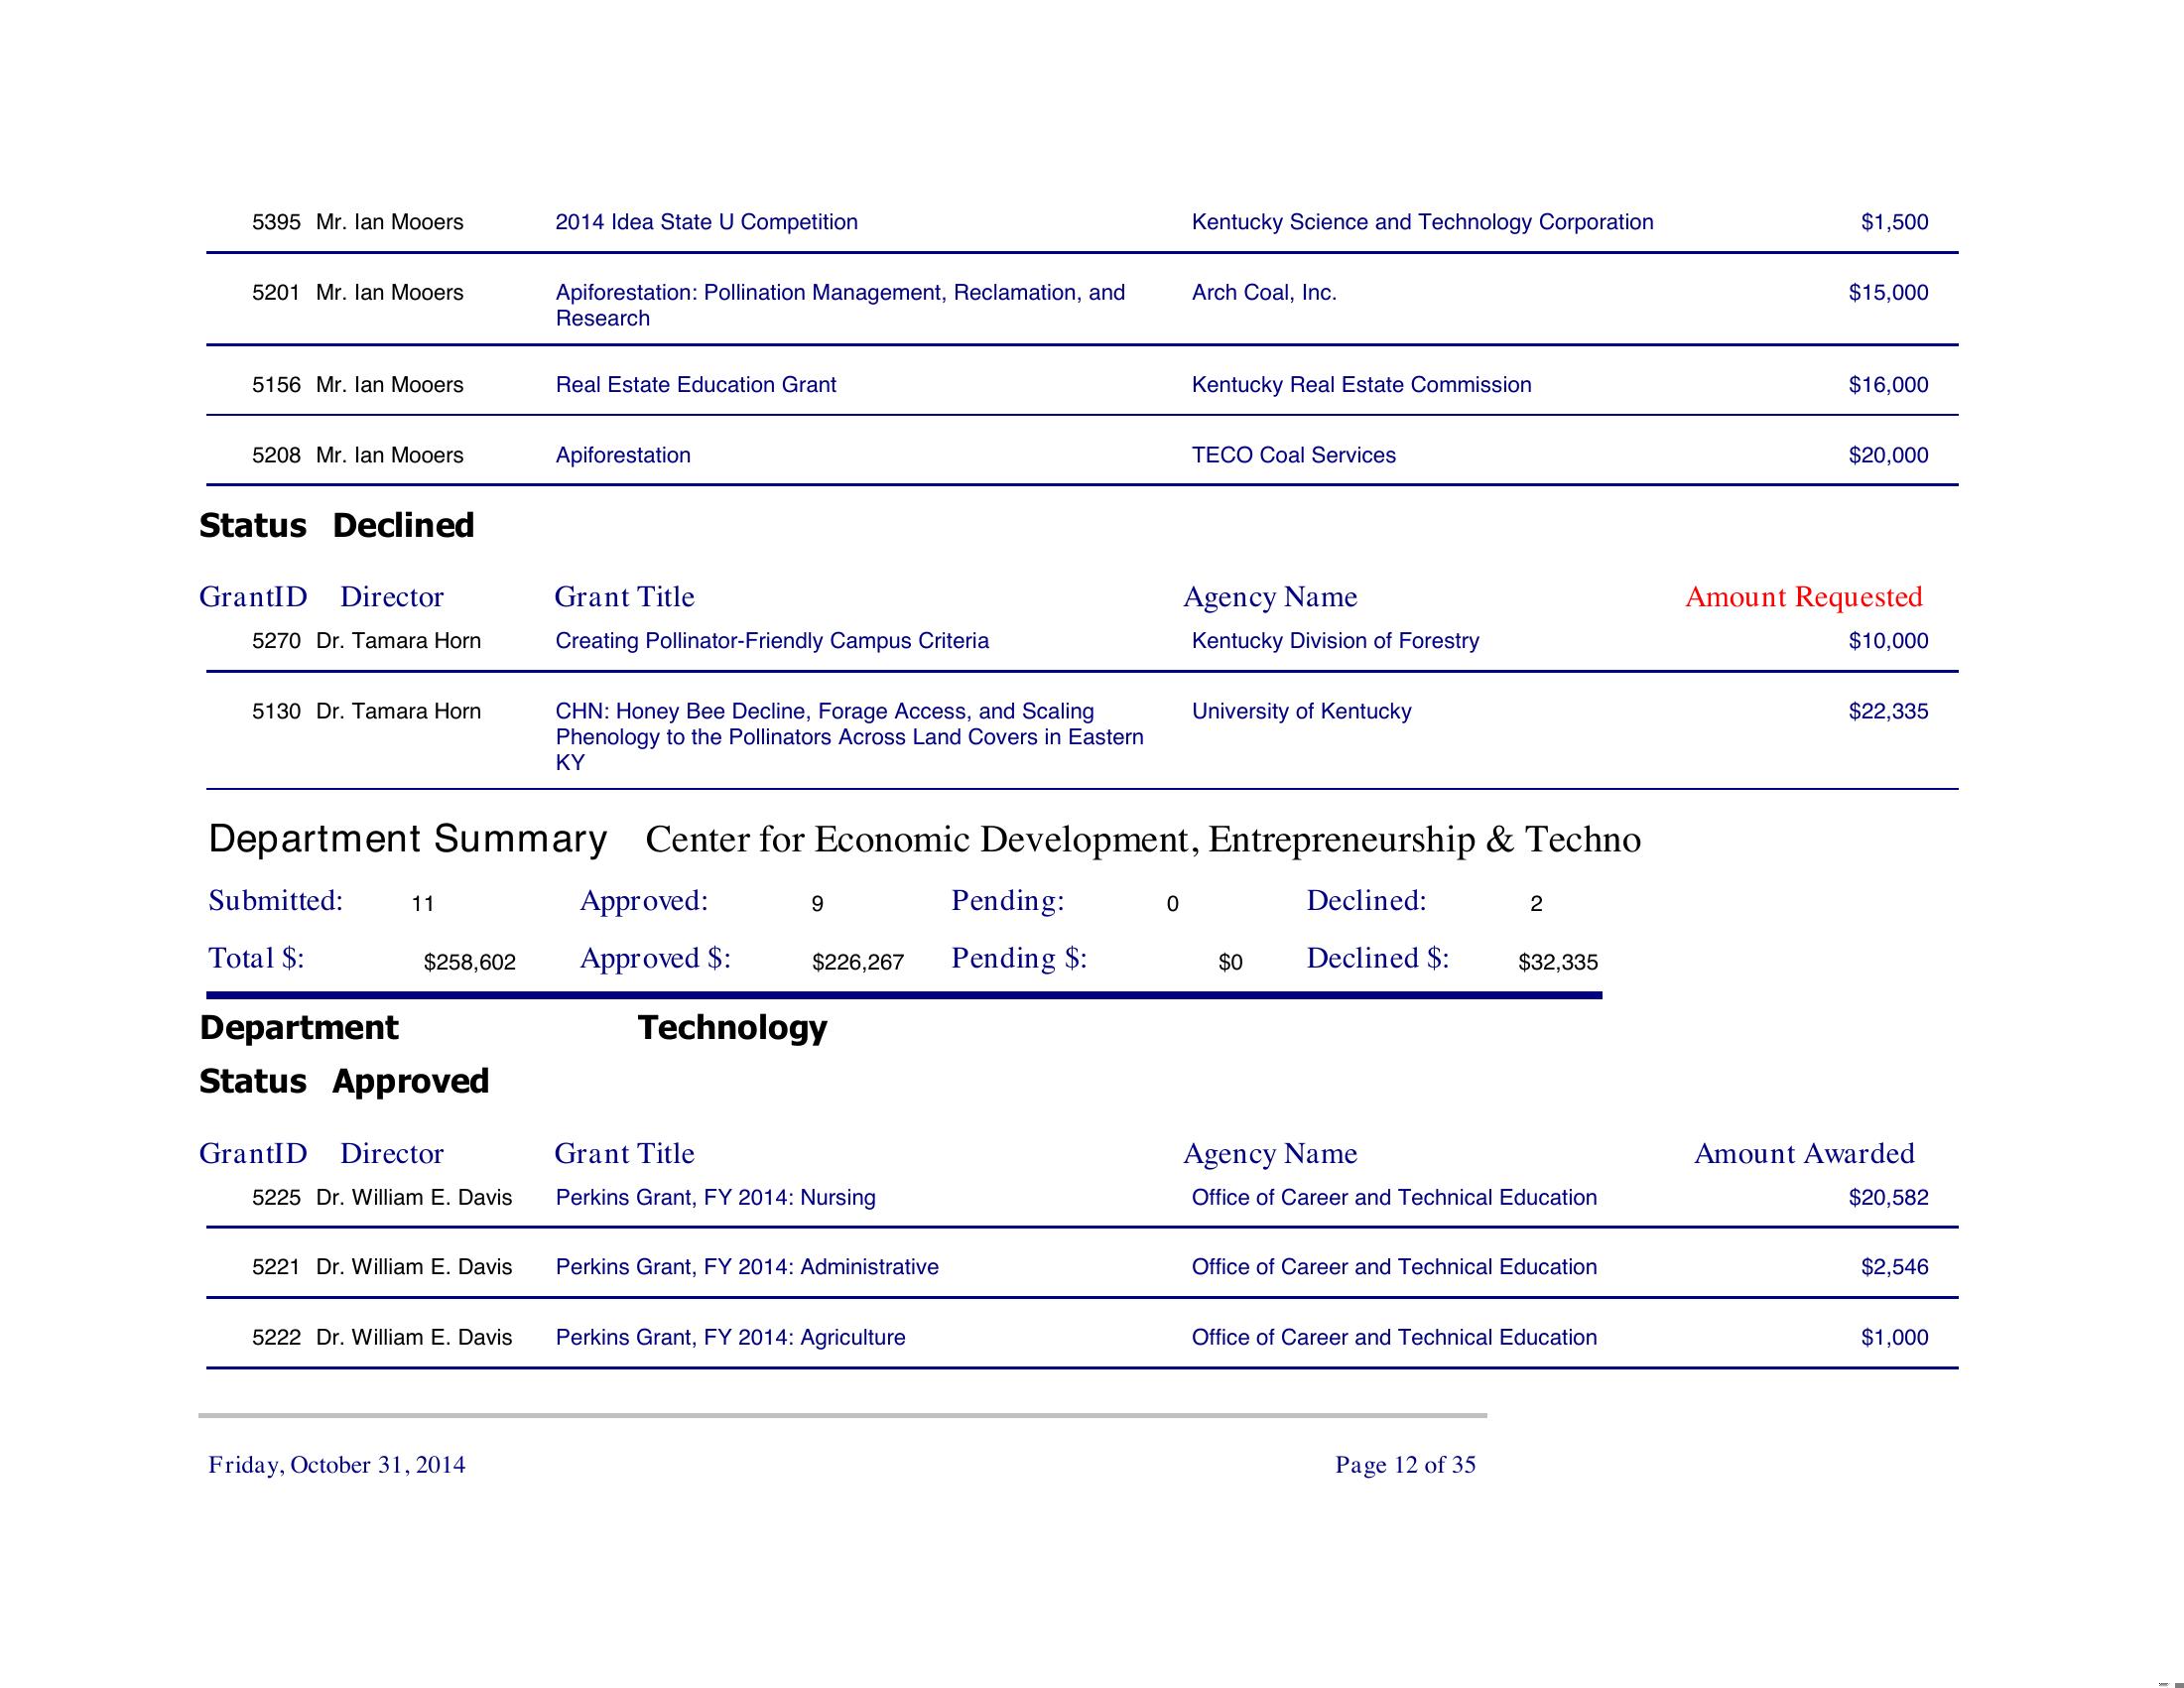 5395 Mr. Ian Mooers 2014 Idea State U Competition Kentucky Science and Technology Corporation $1,500
5201 Mr. Ian Mooers Apiforestation: Pollination Management, Reclamation, and Arch Coal, Inc. $15,000
Research
5156 Mr. Ian Mooers Real Estate Education Grant Kentucky Real Estate Commission $16,000
5208 Mr. Ian Mooers Apiforestation TECO Coal Services $20,000
Status Declined
GrantID Director Grant Title Agency Name Amount Requested
5270 Dr. Tamara Horn Creating Pollinator-Friendly Campus Criteria Kentucky Division of Forestry $10,000
5130 Dr. Tamara Horn CHN: Honey Bee Decline, Forage Access, and Scaling University of Kentucky $22,335
Phenology to the Pollinators Across Land Covers in Eastern
KY
Department Summary Center for Economic Development, Entrepreneurship & Techno
Submitted: 11 Approved: 9 Pending: 0 Declined: 2
Total $: $258,602 Approved $: $226,267 Pending $: $0 Declined $: $32,335
Department Technology
Status Approved
GrantID Director Grant Title Agency Name Amount Awarded
5225 Dr. William E. Davis Perkins Grant, FY 2014: Nursing Office of Career and Technical Education $20,582
5221 Dr. William E. Davis Perkins Grant, FY 2014: Administrative Office of Career and Technical Education $2,546
5222 Dr. William E. Davis Perkins Grant, FY 2014: Agriculture Office of Career and Technical Education $1,000
Friday, October 31, 2014 Page 12 of 35